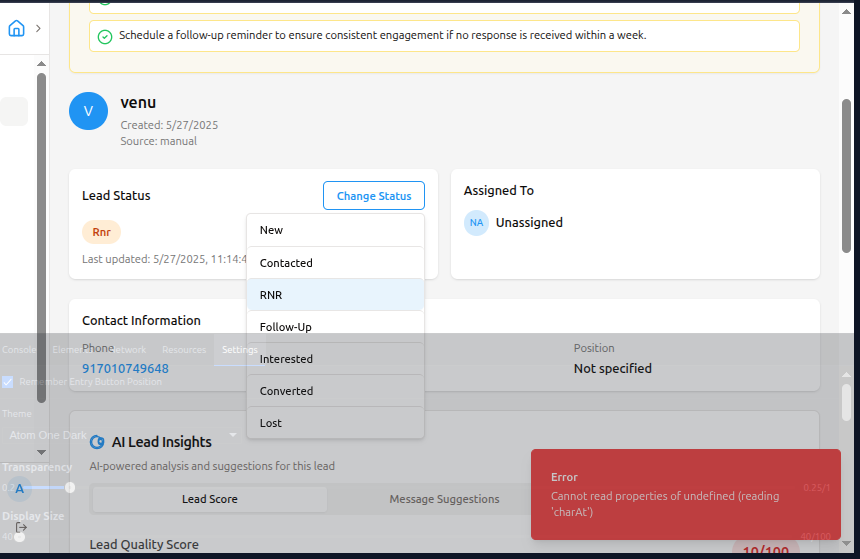 Schedule a follow-up reminder to ensure consistent engagement if no response is received within a week.
V
venu
Created: 5/27/2025
Source: manual
Lead Status
Change Status
Rnr
Last updated: 5/27/2025, 11:14:4
New
Contacted
RNR
Follow-Up
Interested
Converted
Lost
Assigned To
NA
Unassigned
Contact Information
Phone
917010749648
Position
Not specified
Console
Elements
Network
Resources
Settings
Remember Entry Button Position
Theme:
Atom One Dark
Transparency
A
0.25/1
Display Size
AI Lead Insights
AI-powered analysis and suggestions for this lead
Lead Score
Message Suggestions
Lead Quality Score
10/100
40/100
Error
Cannot read properties of undefined (reading
'charAt')